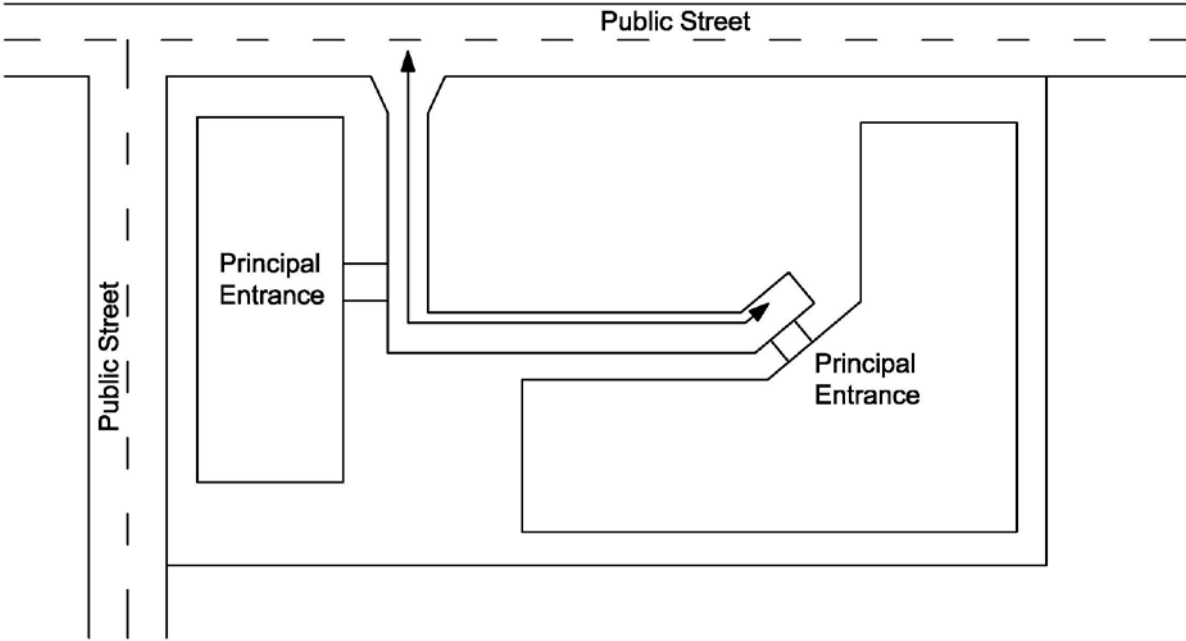 Public Street
Principal
Entrance
Public Street
Principal
Entrance